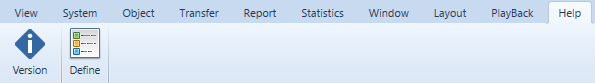 View System Object Transfer Report Statistics Window Layout PlayBack Help
Version Define